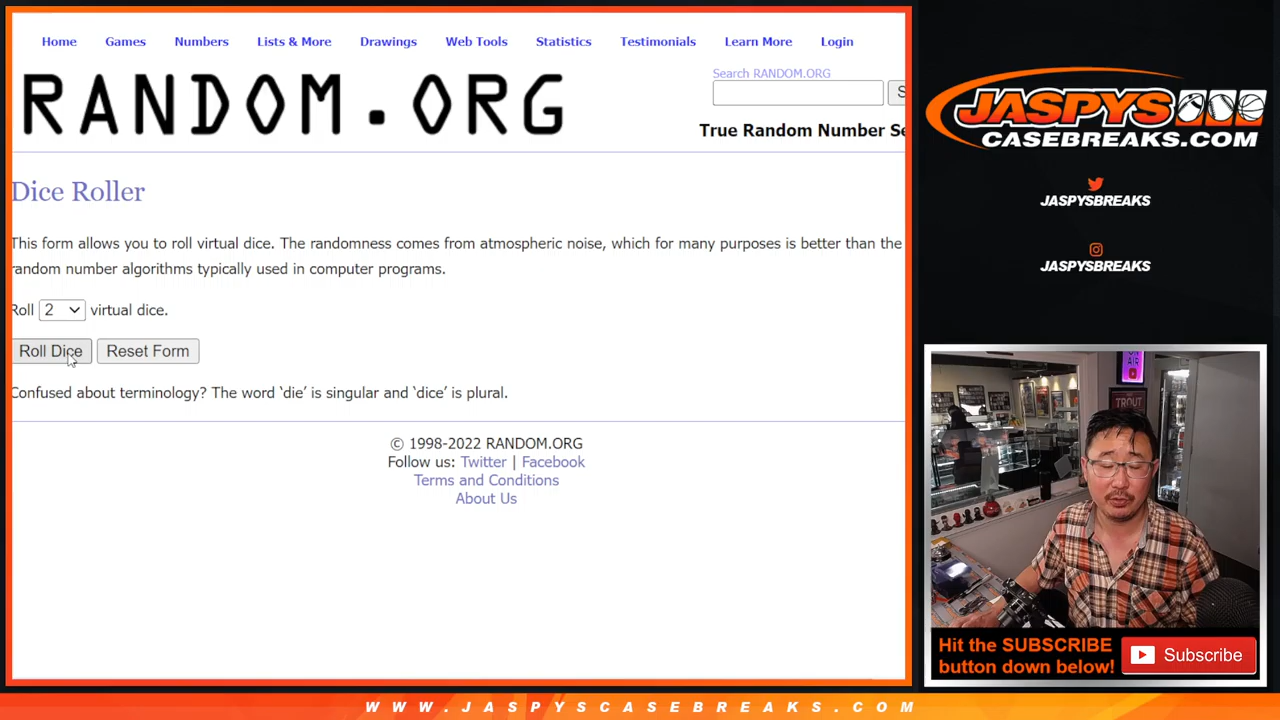 Home Games Numbers Lists & More Drawings Web Tools Statistics Testimonials Learn More Login
RANDOM.ORG
Search RANDOM.ORG
S
True Random Number Se
Dice Roller
This form allows you to roll virtual dice. The randomness comes from atmospheric noise, which for many purposes is better than the
random number algorithms typically used in computer programs.
Roll 2 virtual dice.
Roll Dice Reset Form
Confused about terminology? The word ‘die’ is singular and ‘dice’ is plural.
© 1998-2022 RANDOM.ORG
Follow us: Twitter | Facebook
Terms and Conditions
About Us
JASPYS
CASEBREAKS.COM
JASPYSBREAKS
JASPYSBREAKS
ON AIR
TROUT
Hit the SUBSCRIBE
button down below!
Subscribe
WWW.JASPYSCASEBREAKS.COM